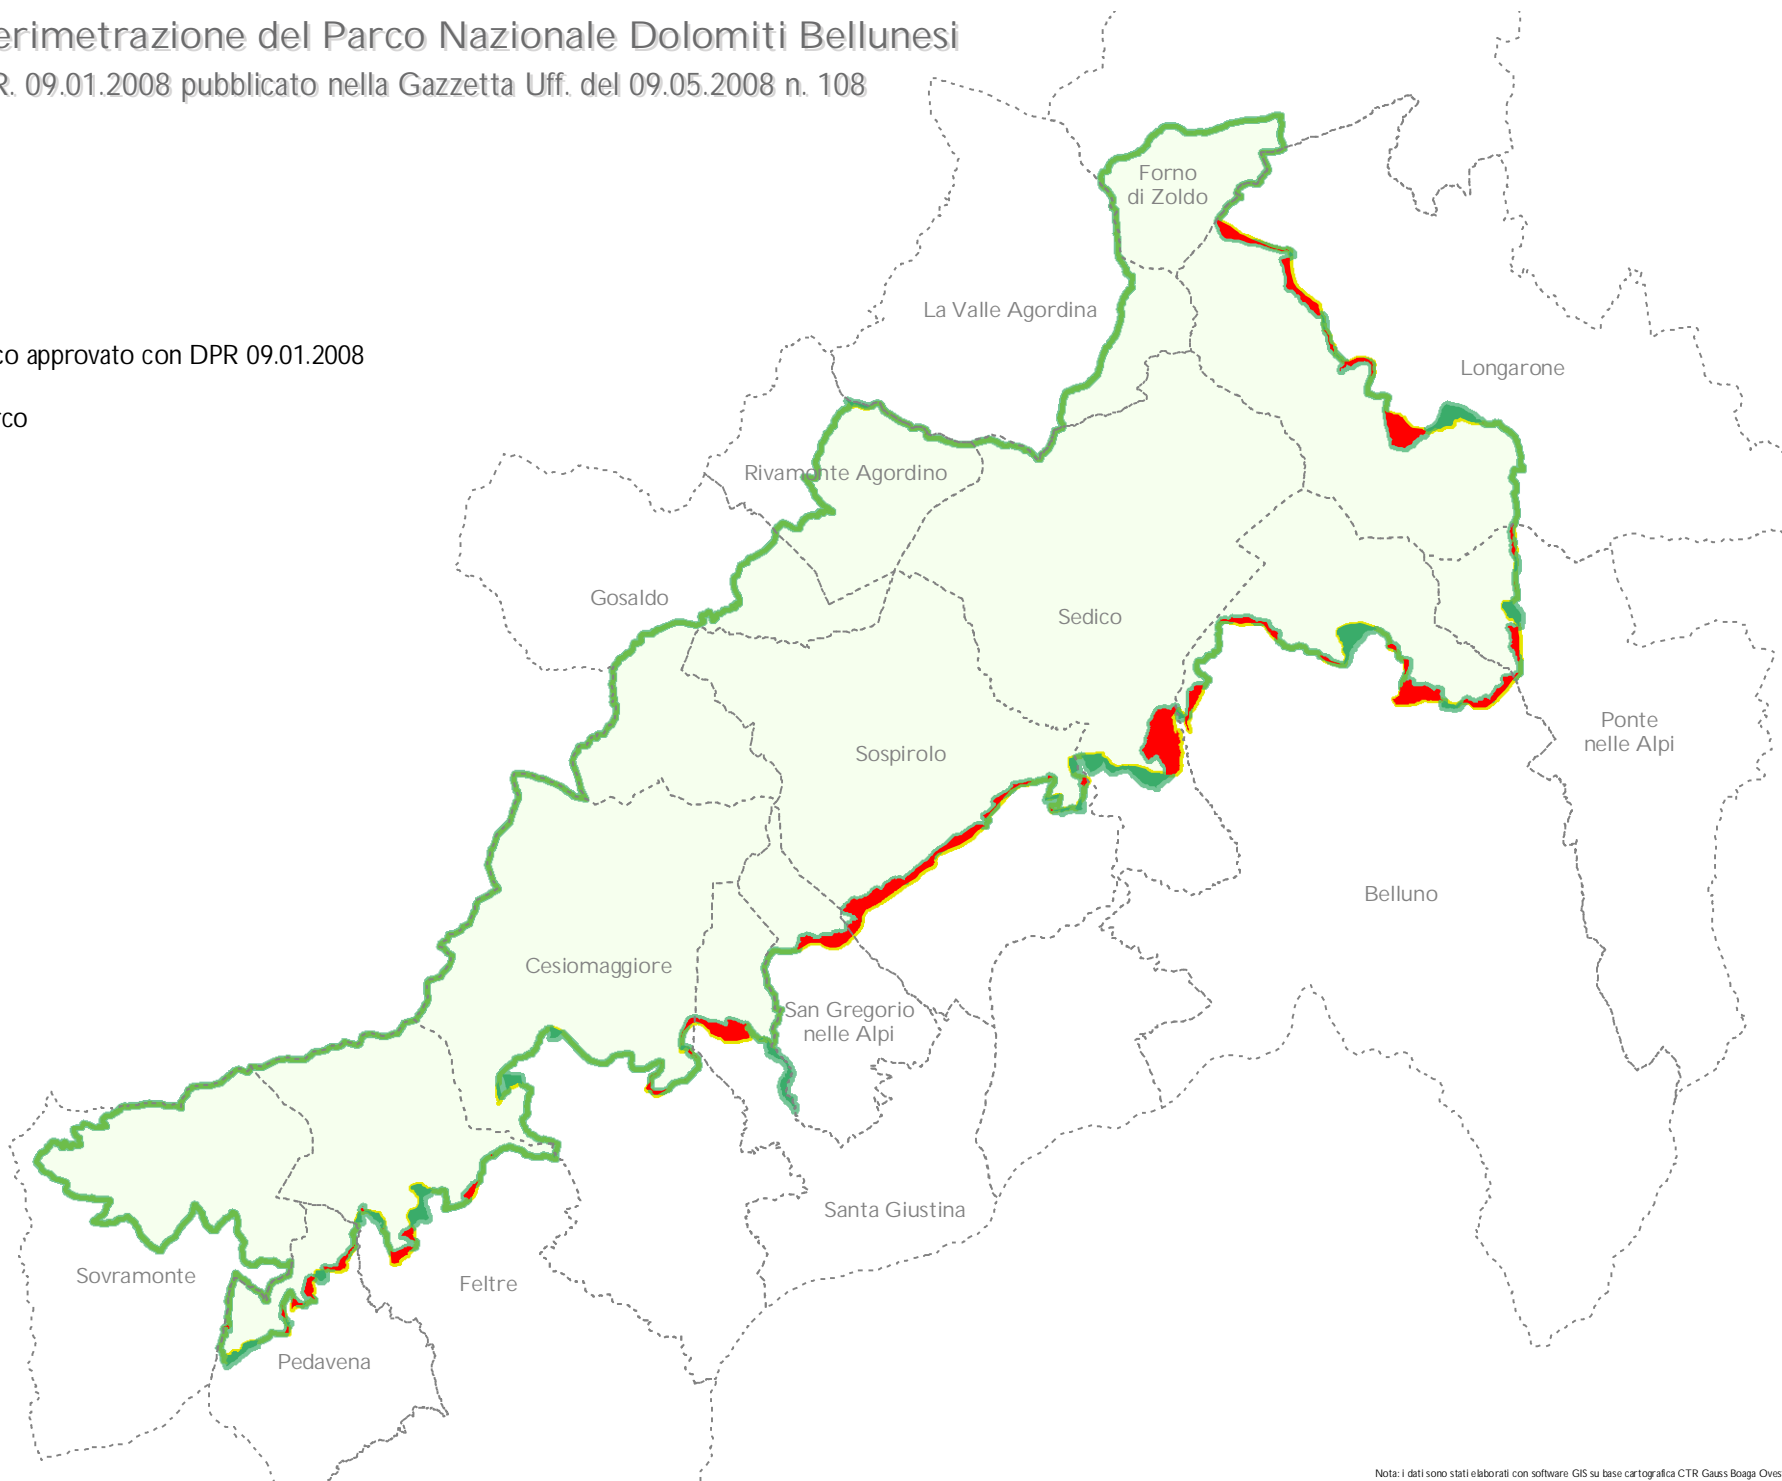 erimetrazione del Parco Nazionale Dolomiti Bellunesi
R. 09.01.2008 pubblicato nella Gazzetta Uff. del 09.05.2008 n. 108
Forno
di Zoldo
La Valle Agordina
co approvato con DPR 09.01.2008
Longarone
rco
Rivamonte Agordino
Gosaldo
Sedico
Ponte
nelle Alpi
Sospirolo
Belluno
Cesiomaggiore
San Gregorio
nelle Alpi
Santa Giustina
Sovramonte
Feltre
Pedavena
Nota: i dati sono stati elaborati con software GIS su base cartografica CTR Gauss Boaga Oves